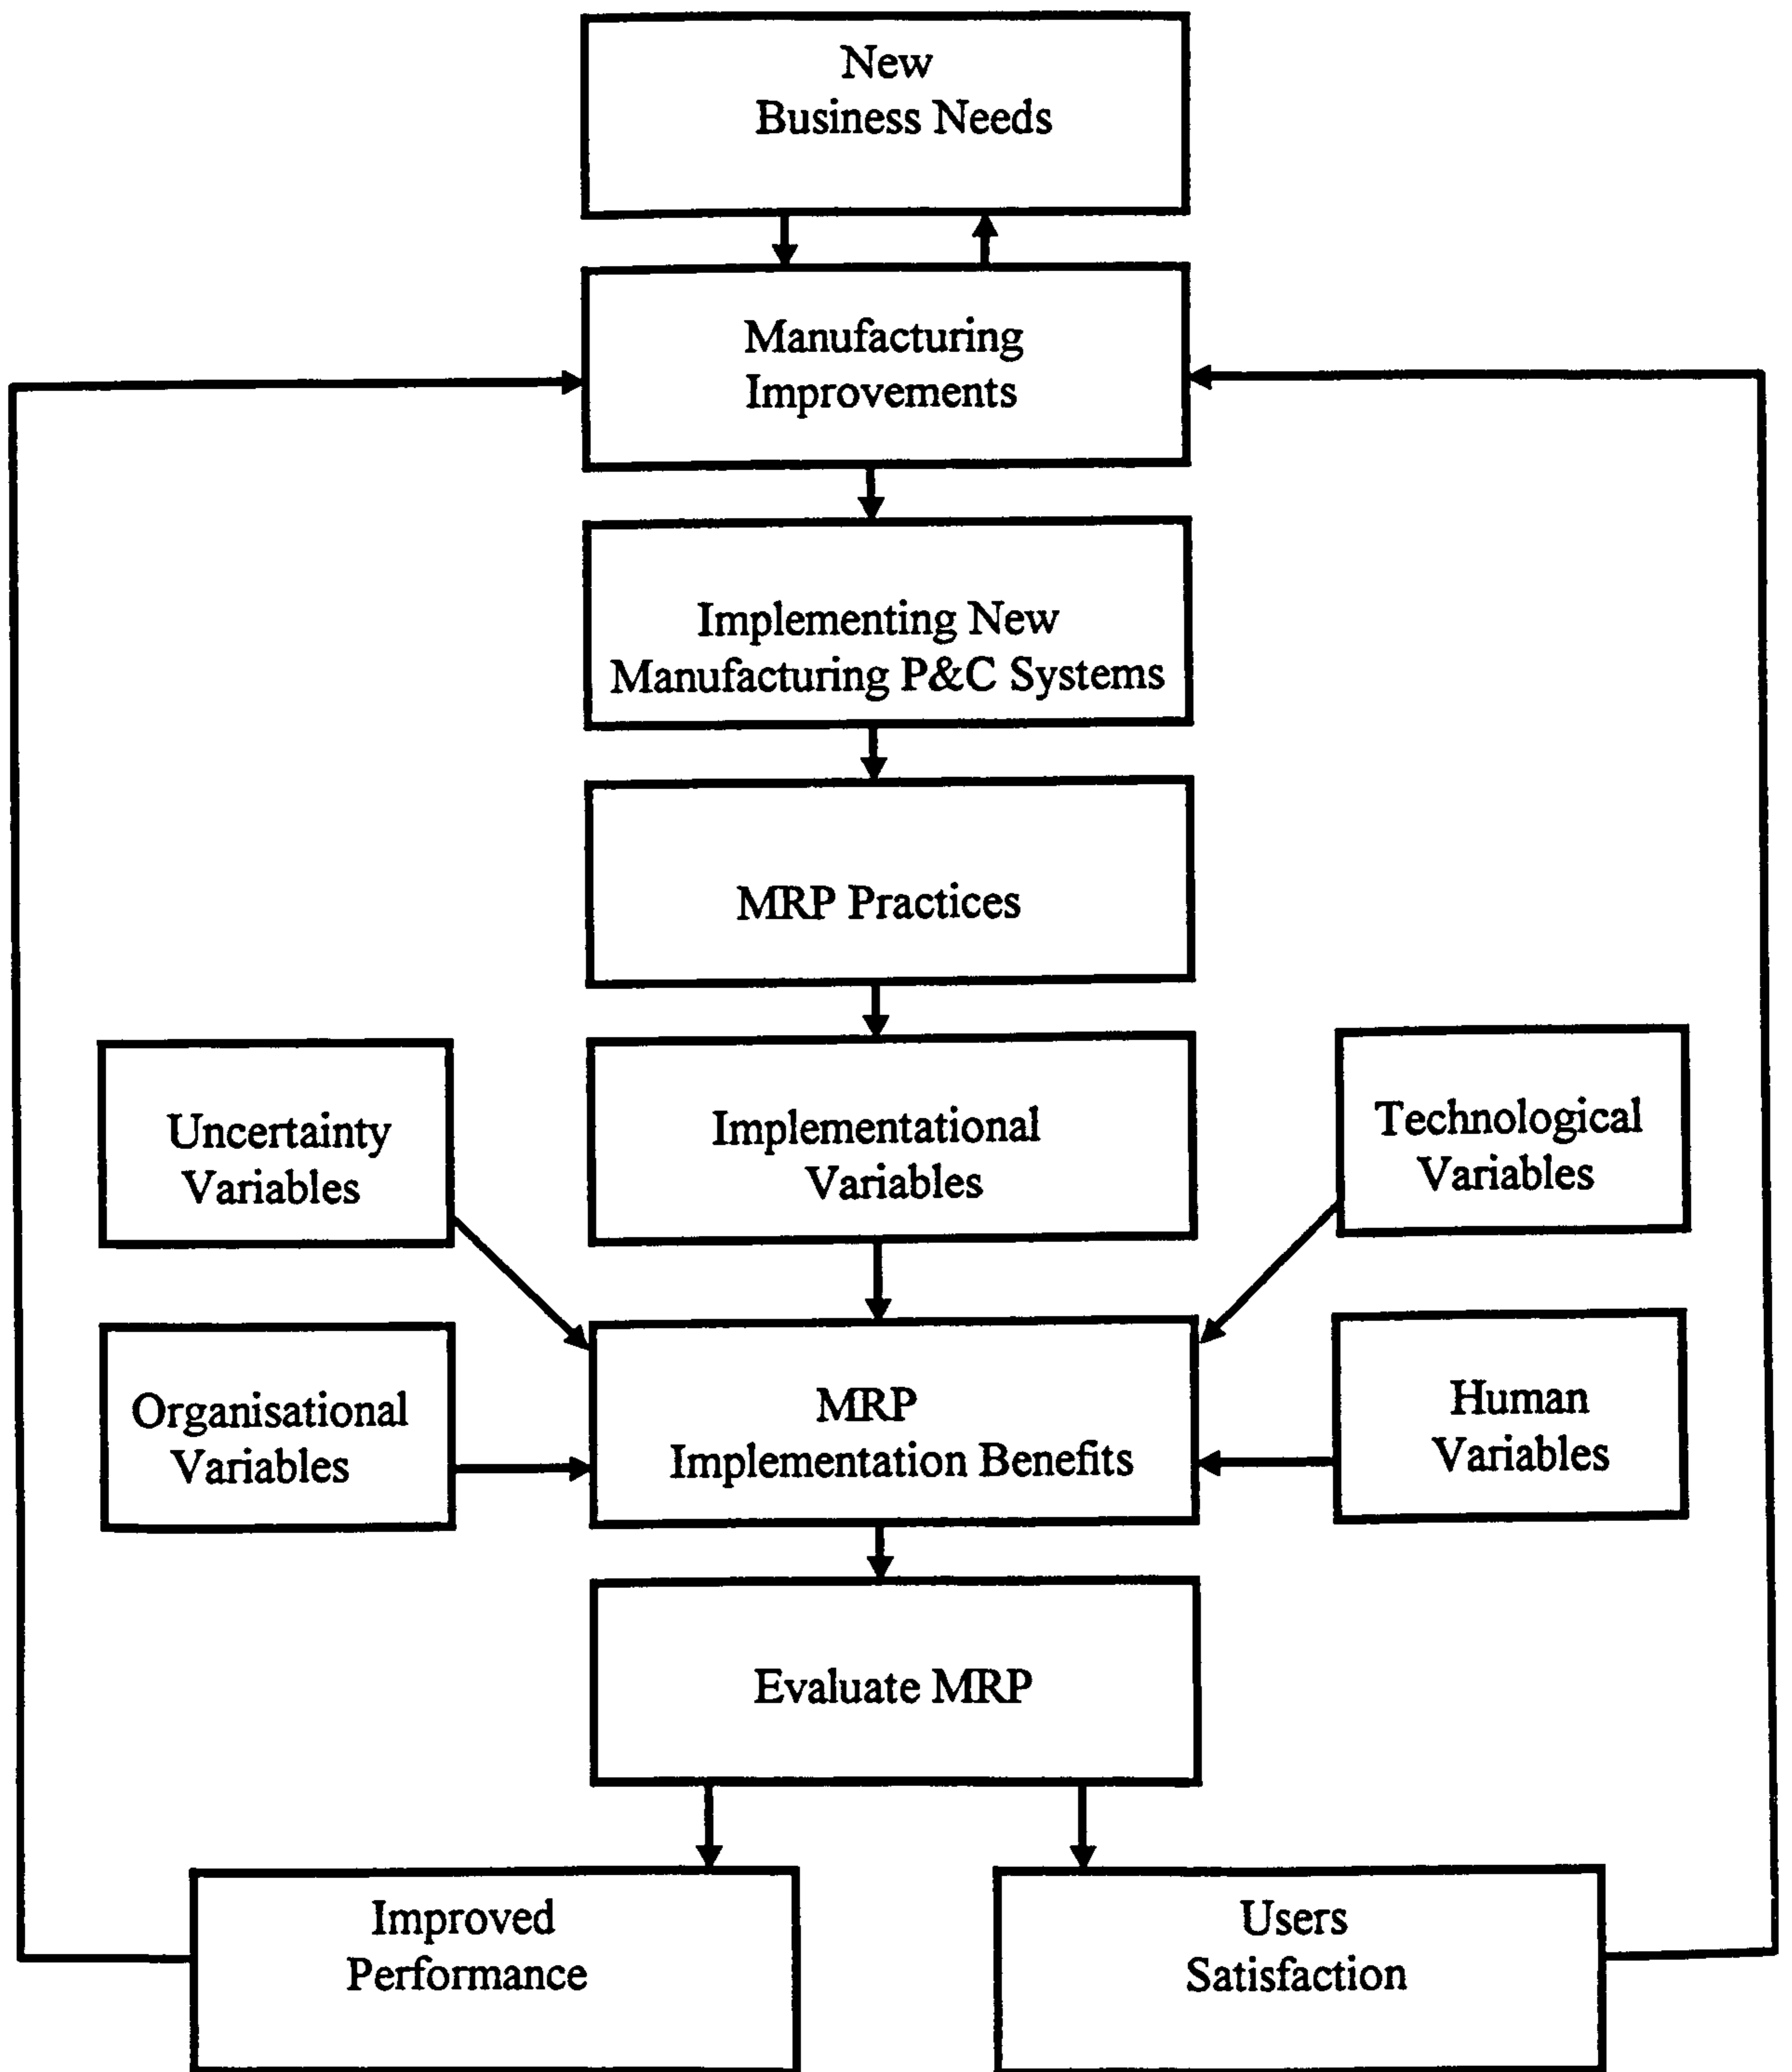 New
Business Needs
Manufacturing
Improvements
Implementing New
Manufacturing P&C Systems
MRP Practices
Uncertainty
Variables
Implementational
Variables
Technological
Variables
Organisational
Variables
MRP
Implementation Benefits
Human
Variables
Evaluate MRP
Improved
Performance
Users
Satisfaction